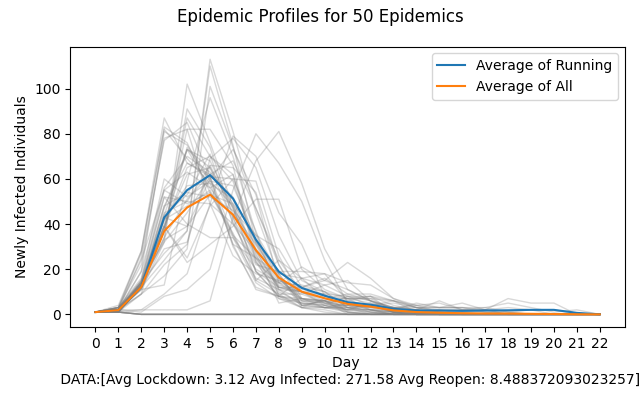 Epidemic Profiles for 50 Epidemics
Newly Infected Individuals
100
80
60
40
20
0
Average of Running
Average of All
0 1 2 3 4 5 6 7 8 9 10 11 12 13 14 15 16 17 18 19 20 21 22
Day
DATA:[Avg Lockdown: 3.12 Avg Infected: 271.58 Avg Reopen: 8.488372093023257]